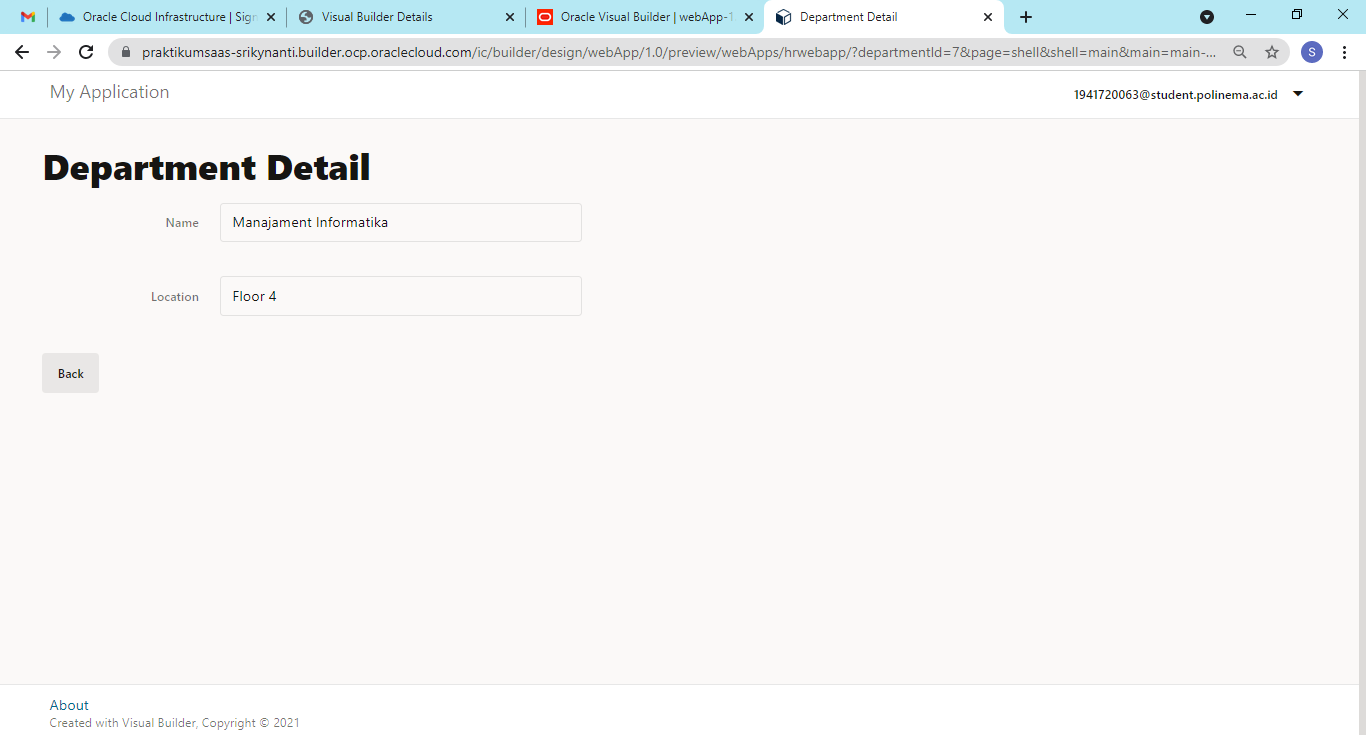 Oracle Cloud Infrastructure | Sign
Visual Builder Details
Oracle Visual Builder | webApp-1
Department Detail
praktikumsaas-srikynanti.builder.ocp.oraclecloud.com/ic/builder/design/webApp/1.0/preview/webApps/hrwebapp/?departmentId=7&page=shell&shell=main&main=main-...
S
My Application
1941720063@student.polinema.ac.id
Department Detail
Name
Manajament Informatika
Location
Floor 4
Back
About
Created with Visual Builder, Copyright © 2021